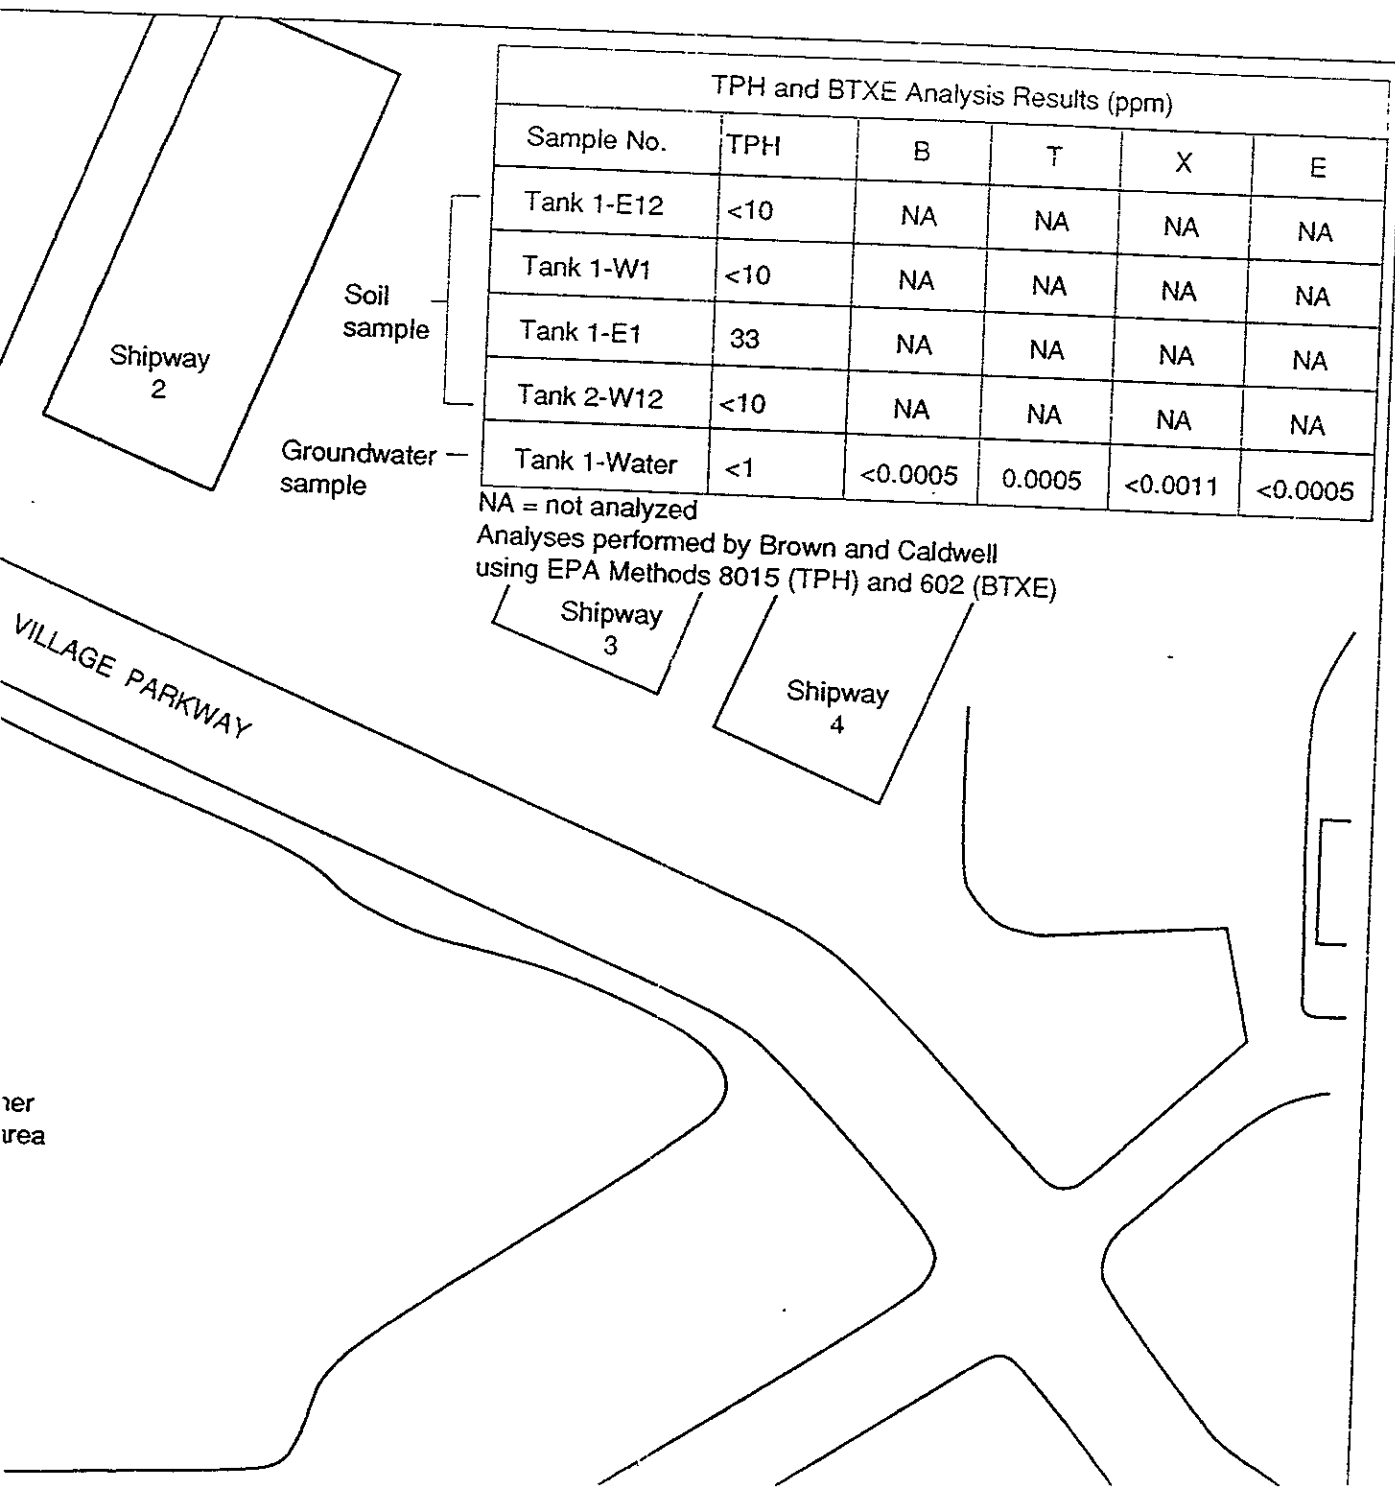 TPH and BTXE Analysis Results (ppm)
Sample No. TPH B T X E
Tank 1-E12 <10 NA NA NA NA
Tank 1-W1 <10 NA NA NA NA
Tank 1-E1 33 NA NA NA NA
Tank 2-W12 <10 NA NA NA NA
Tank 1-Water <1 <0.0005 0.0005 <0.0011 <0.0005
Soil
sample
Groundwater
sample
NA = not analyzed
Analyses performed by Brown and Caldwell
using EPA Methods 8015 (TPH) and 602 (BTXE)
Shipway
2
Shipway
3
Shipway
4
VILLAGE PARKWAY